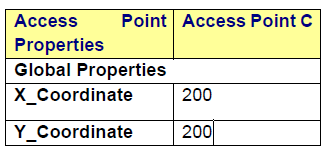 Access Point Access Point C
Properties
Global Properties
X_Coordinate 200
Y_Coordinate 200